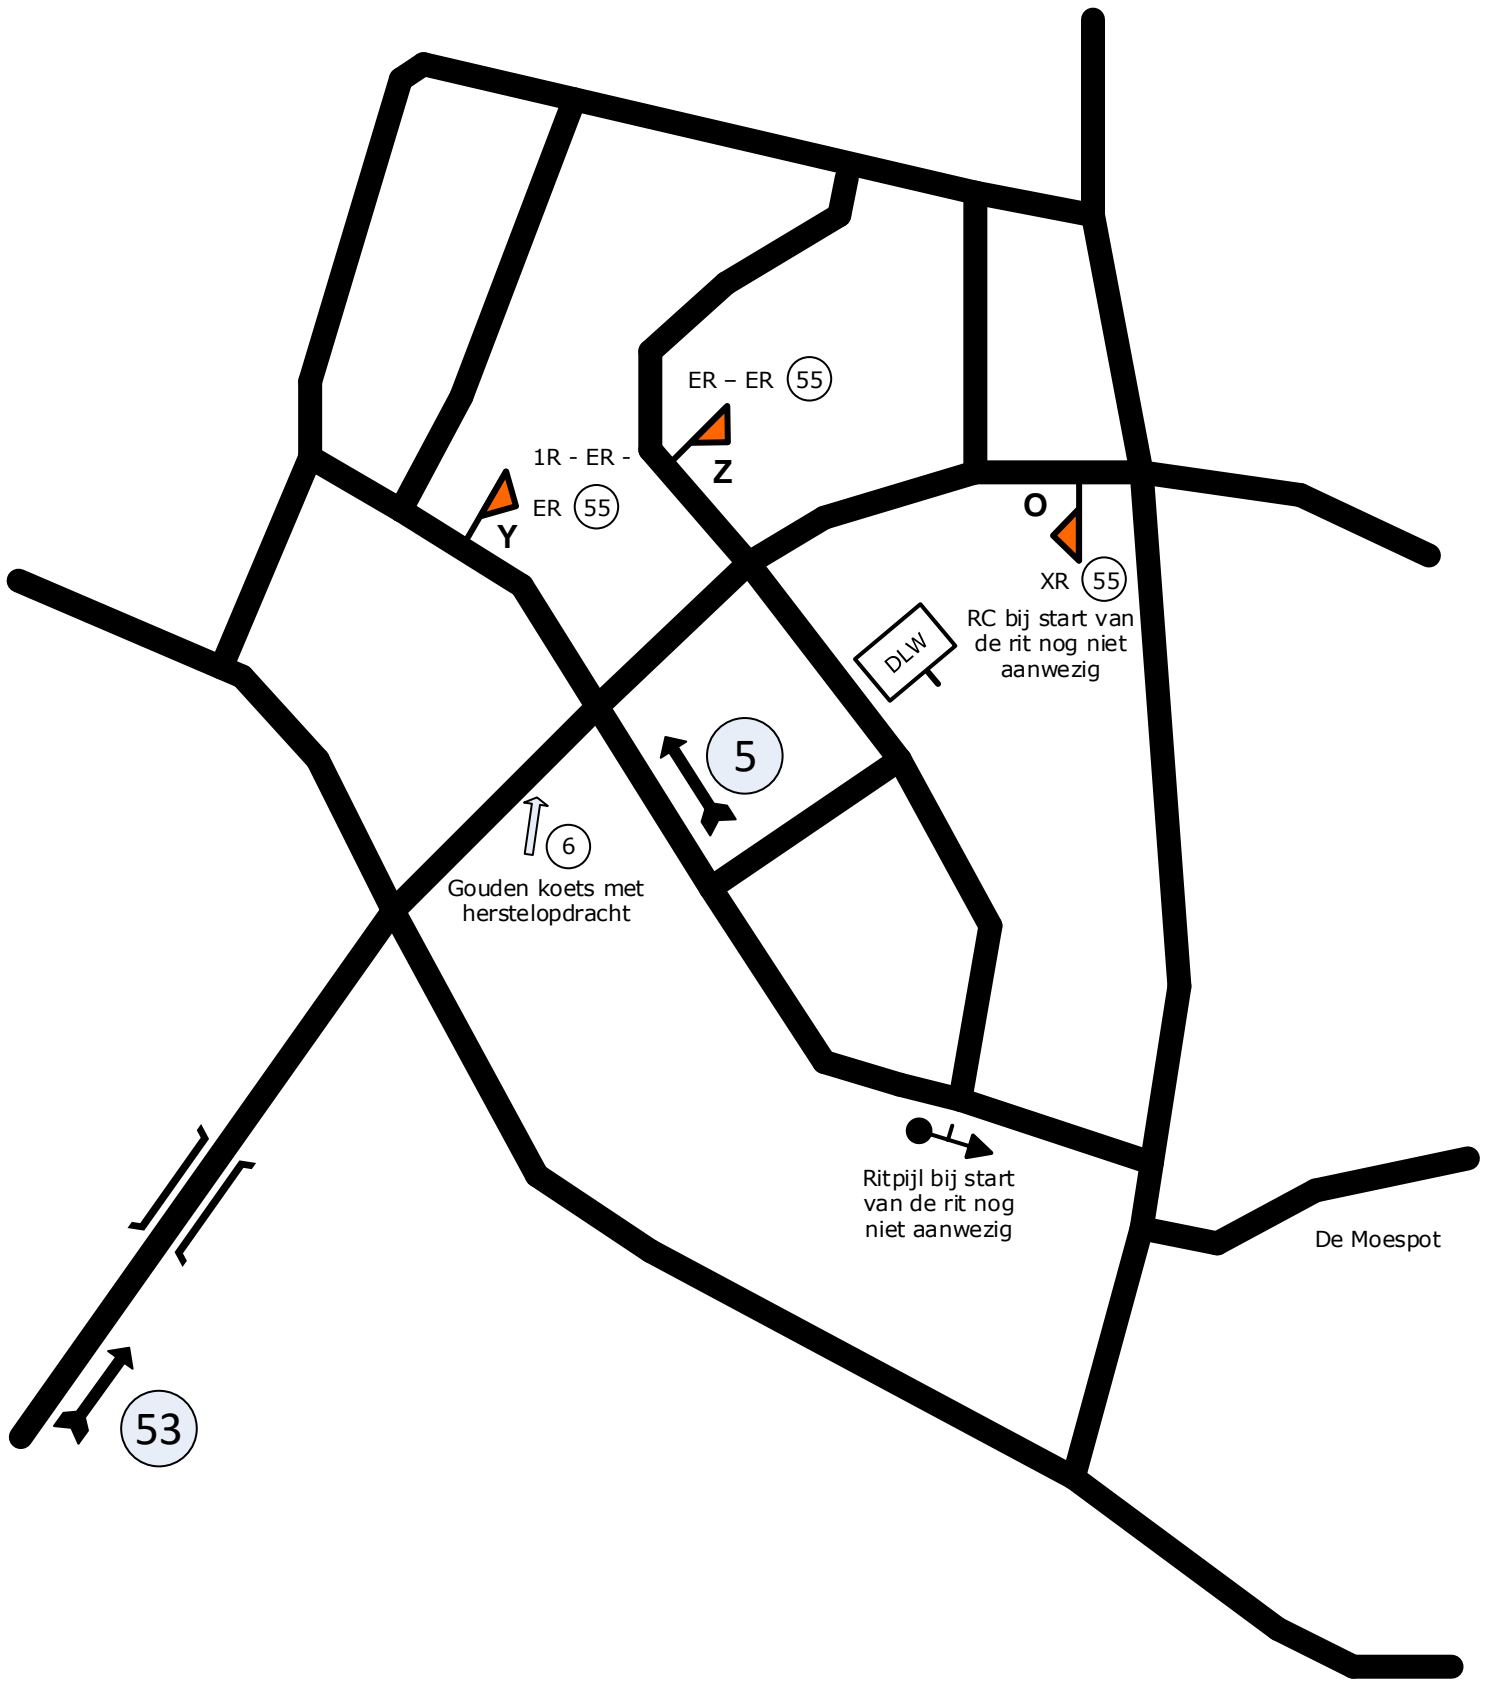 ER – ER 55
Z
1R - ER -
ER 55
Y
O
XR 55
RC bij start van
de rit nog niet
aanwezig
DLW
5
6
Gouden koets met
herstelopdracht
Ritpijl bij start
van de rit nog
niet aanwezig
De Moespot
53